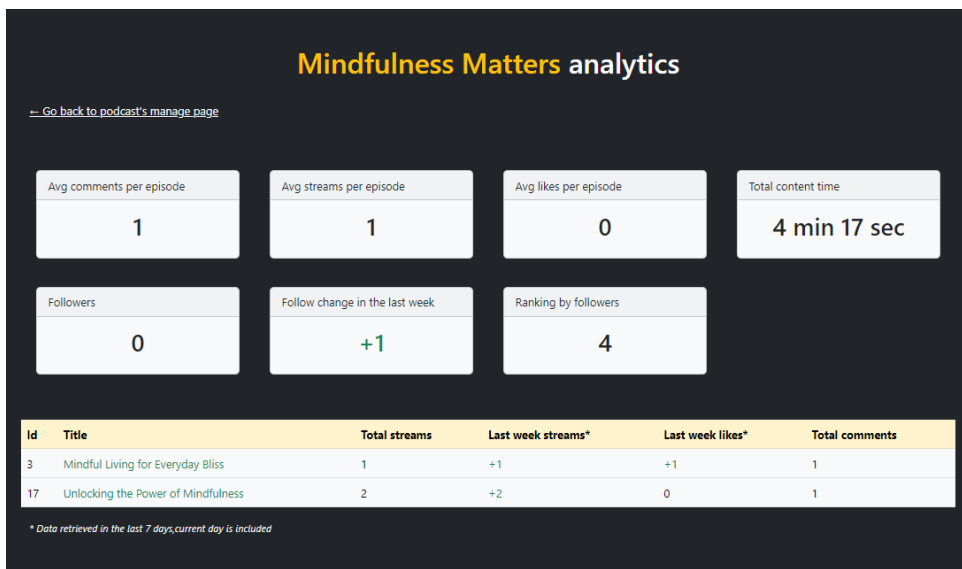 Mindfulness Matters analytics
← Go back to podcast's manage page
Avg comments per episode Avg streams per episode Avg likes per episode Total content time
1 1 0 4 min 17 sec
Followers Follow change in the last week Ranking by followers
0 +1 4
Id Title Total streams Last week streams* Last week likes* Total comments
3 Mindful Living for Everyday Bliss 1 +1 +1 1
17 Unlocking the Power of Mindfulness 2 +2 0 1
* Data retrieved in the last 7 days,current day is included